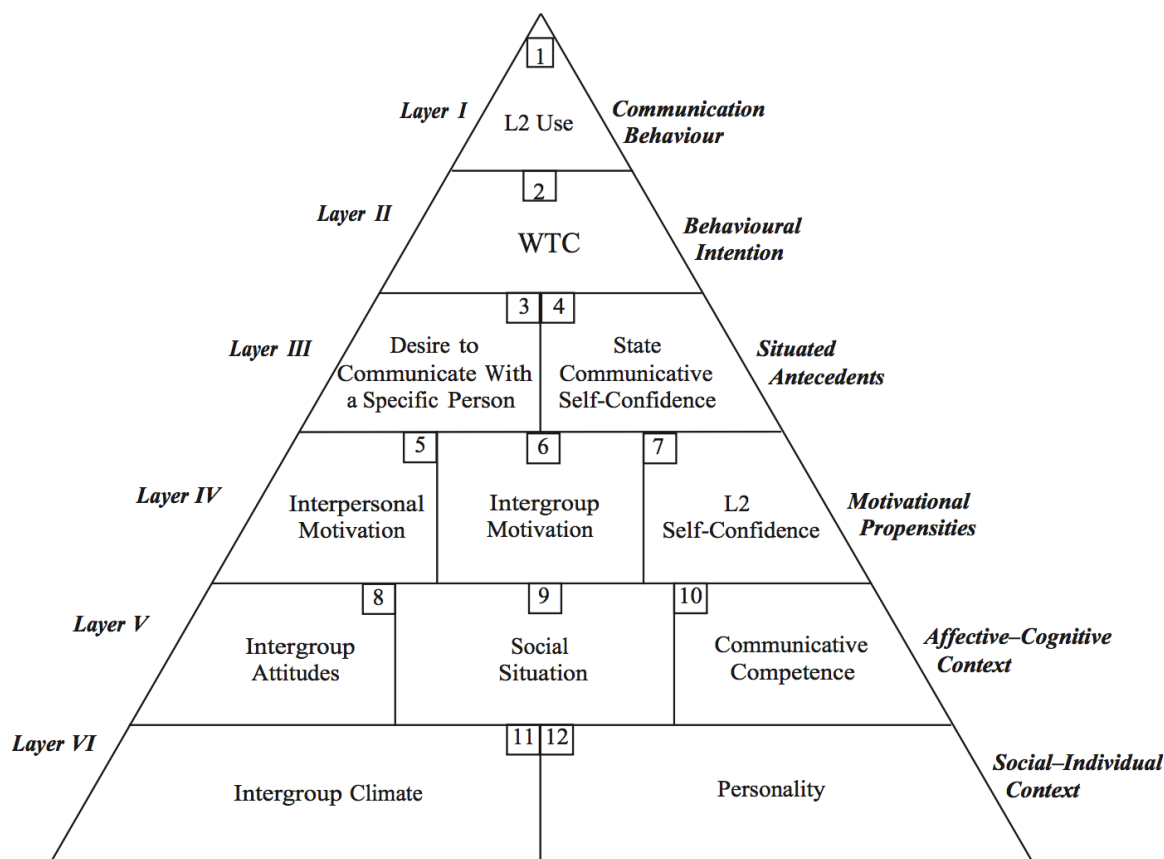 1
Layer I
L2 Use
Communication
Behaviour
2
Layer II
WTC
Behavioural
Intention
3
4
Layer III
Desire to
Communicate With
a Specific Person
State
Communicative
Self-Confidence
Situated
Antecedents
5
6
7
Layer IV
Interpersonal
Motivation
Intergroup
Motivation
L2
Self-Confidence
Motivational
Propensities
8
9
10
Layer V
Intergroup
Attitudes
Social
Situation
Communicative
Competence
Affective–Cognitive
Context
11
12
Layer VI
Intergroup Climate
Personality
Social–Individual
Context